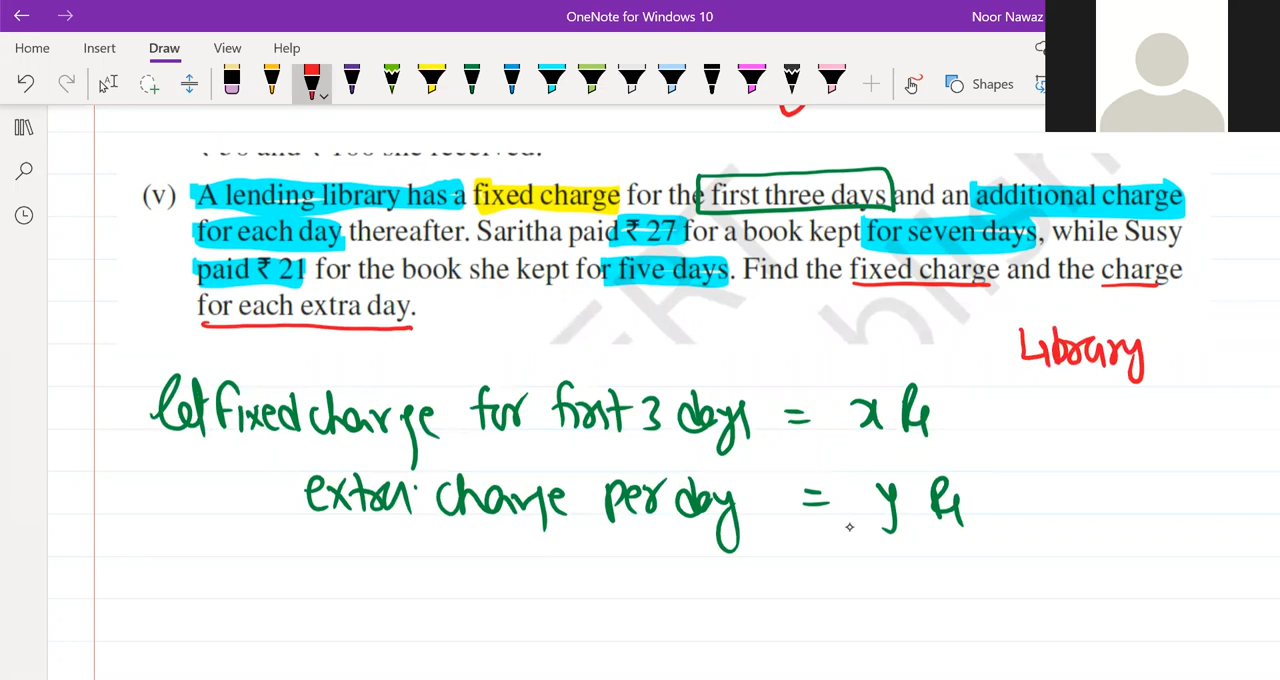 OneNote for Windows 10
Noor Nawaz
Home Insert Draw View Help
Shapes
(v) A lending library has a fixed charge for the first three days and an additional charge
for each day thereafter. Saritha paid ₹ 27 for a book kept for seven days, while Susy
paid ₹ 21 for the book she kept for five days. Find the fixed charge and the charge
for each extra day.
Library
let fixed charge for first 3 days = x Rs
extra charge per day = y Rs